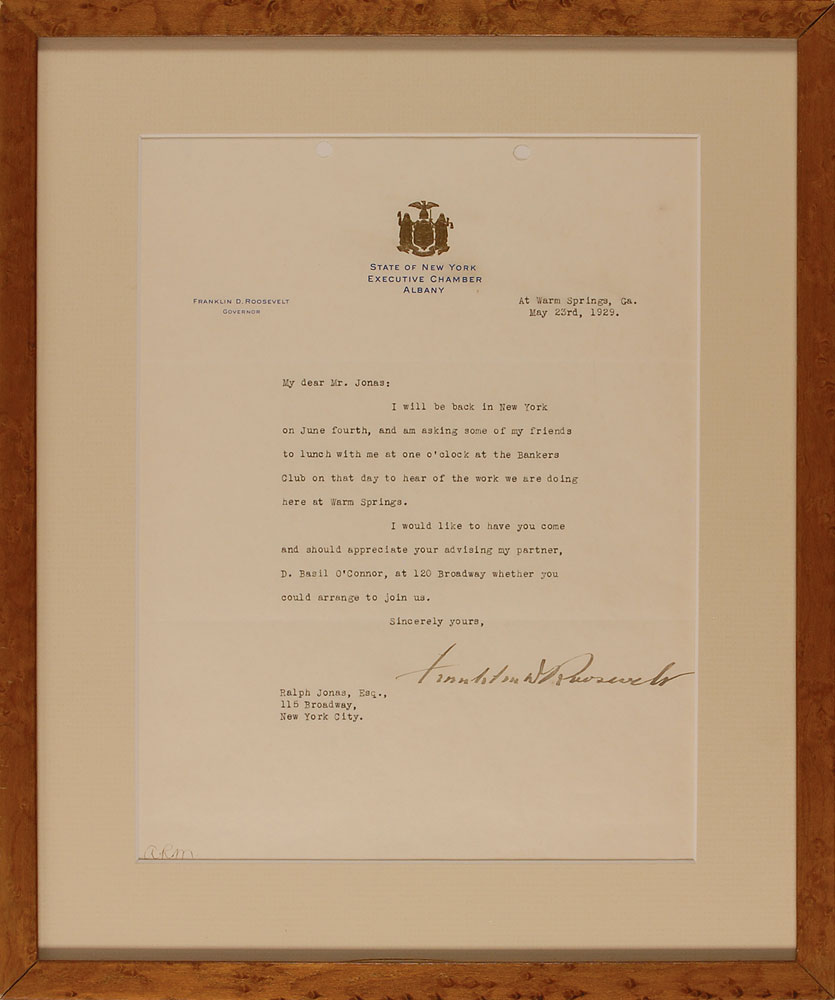 STATE OF NEW YORK
EXECUTIVE CHAMBER
ALBANY
FRANKLIN D. ROOSEVELT
GOVERNOR
At Warm Springs, Ga.
May 23rd, 1929.
My dear Mr. Jonas:
I will be back in New York
on June fourth, and am asking some of my friends
to lunch with me at one o'clock at the Bankers
Club on that day to hear of the work we are doing
here at Warm Springs.
I would like to have you come
and should appreciate your advising my partner,
D. Basil O'Connor, at 120 Broadway whether you
could arrange to join us.
Sincerely yours,
Franklin D Roosevelt
Ralph Jonas, Esq.,
115 Broadway,
New York City.